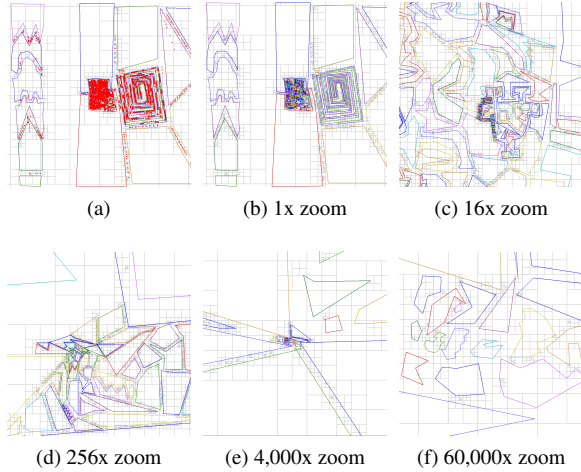 (a)
(b) 1x zoom
(c) 16x zoom
(d) 256x zoom
(e) 4,000x zoom
(f) 60,000x zoom